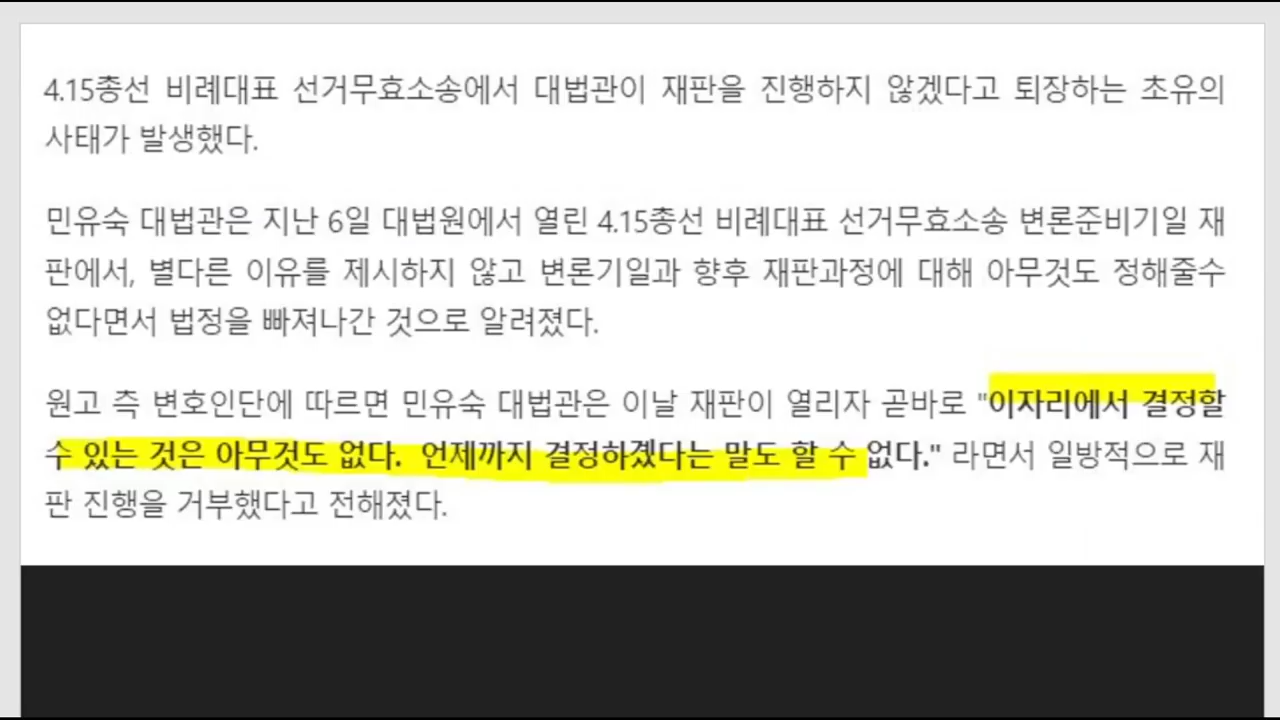 4.15총선 비례대표 선거무효소송에서 대법관이 재판을 진행하지 않겠다고 퇴장하는 초유의
사태가 발생했다.
민유숙 대법관은 지난 6일 대법원에서 열린 4.15총선 비례대표 선거무효소송 변론준비기일 재
판에서, 별다른 이유를 제시하지 않고 변론기일과 향후 재판과정에 대해 아무것도 정해줄수
없다면서 법정을 빠져나간 것으로 알려졌다.
원고 측 변호인단에 따르면 민유숙 대법관은 이날 재판이 열리자 곧바로 "이자리에서 결정할
수 있는 것은 아무것도 없다. 언제까지 결정하겠다는 말도 할 수 없다." 라면서 일방적으로 재
판 진행을 거부했다고 전해졌다.